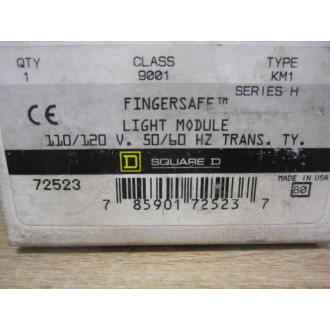 QTY CLASS TYPE
1 9001 KM1
SERIES H
CE FINGERSAFE™
LIGHT MODULE
110/120 V. 50/60 HZ TRANS. TY.
D SQUARE D
72523
7 85901 72523 7
MADE IN USA
80